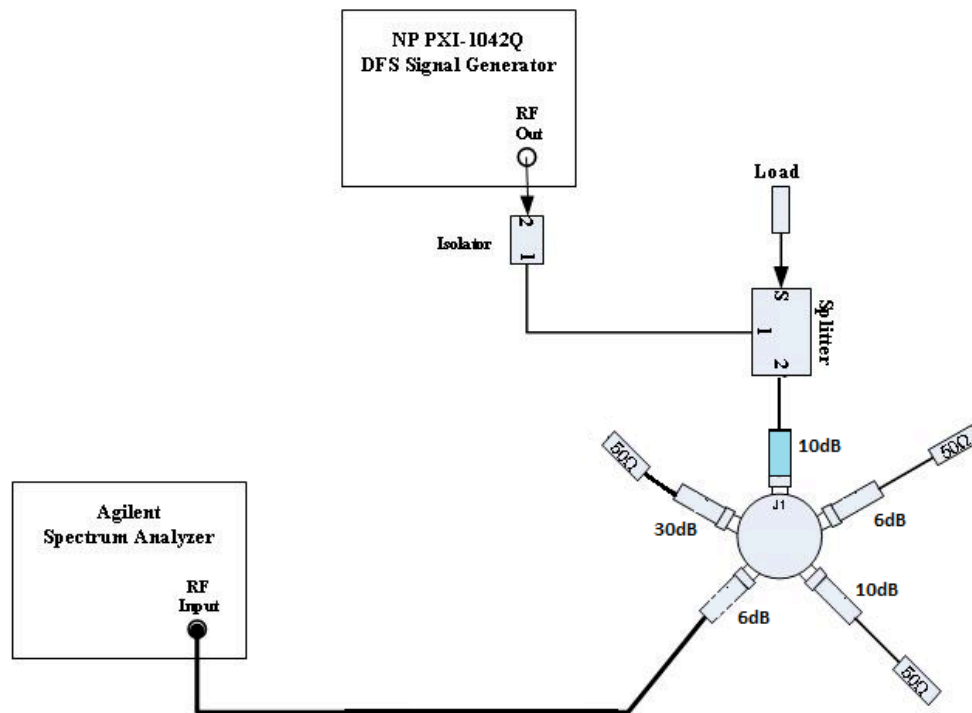 NP PXI-1042Q
DFS Signal Generator
RF
Out
Load
2
1
Isolator
S
1
2
Splitter
10dB
50Ω
50Ω
J1
30dB
6dB
Agilent
Spectrum Analyzer
10dB
6dB
RF
Input
50Ω